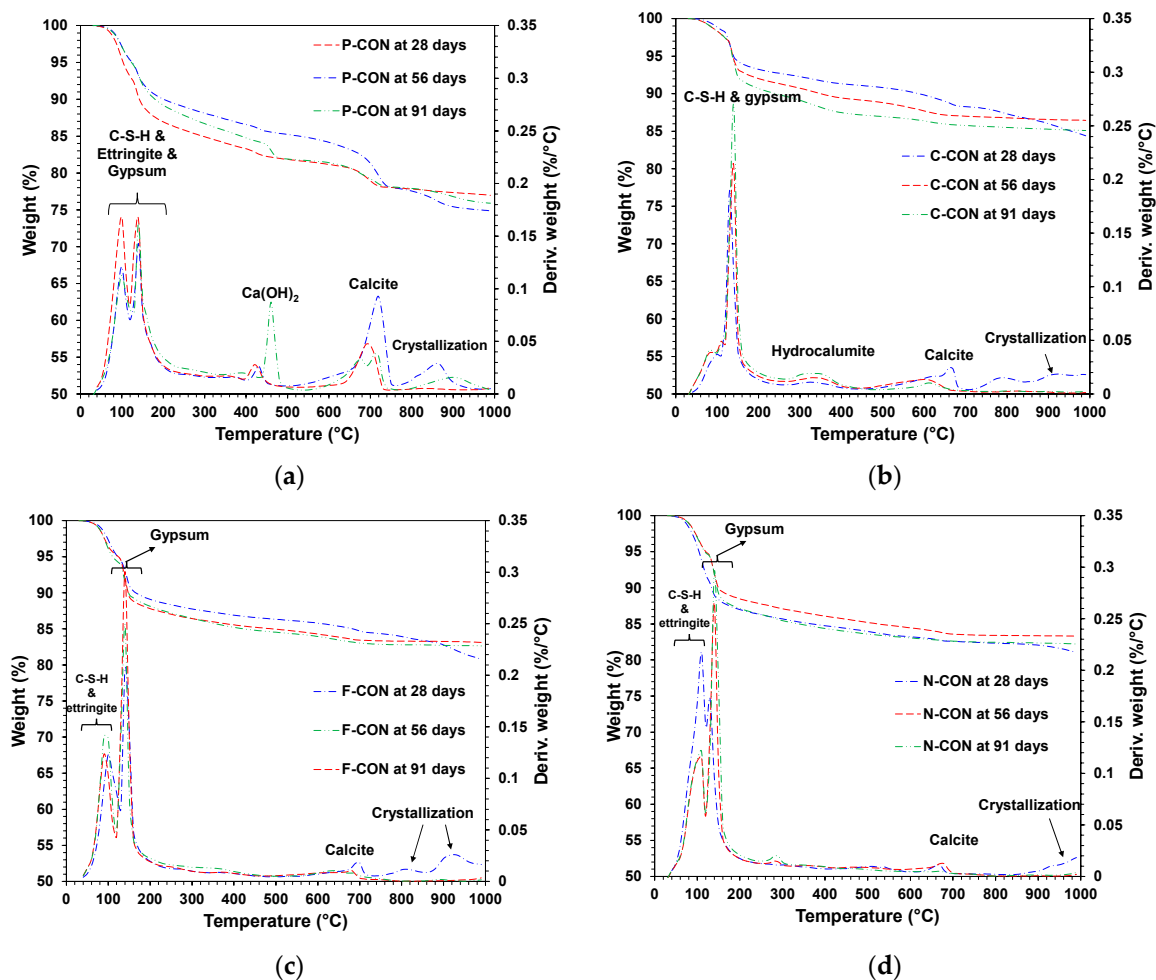 100
95
90
85
80
75
70
65
60
55
50
Weight (%)
0.35
0.3
0.25
0.2
0.15
0.1
0.05
0
Deriv. weight (%/°C)
P-CON at 28 days
P-CON at 56 days
P-CON at 91 days
C-S-H &
Ettringite &
Gypsum
Ca(OH)2
Calcite
Crystallization
0 100 200 300 400 500 600 700 800 900 1000
Temperature (°C)
(a)
100
95
90
85
80
75
70
65
60
55
50
Weight (%)
0.35
0.3
0.25
0.2
0.15
0.1
0.05
0
Deriv. weight (%/°C)
C-S-H & gypsum
C-CON at 28 days
C-CON at 56 days
C-CON at 91 days
Hydrocalumite
Calcite
Crystallization
0 100 200 300 400 500 600 700 800 900 1000
Temperature (°C)
(b)
100
95
90
85
80
75
70
65
60
55
50
Weight (%)
0.35
0.3
0.25
0.2
0.15
0.1
0.05
0
Deriv. weight (%/°C)
Gypsum
C-S-H
&
ettringite
F-CON at 28 days
F-CON at 56 days
F-CON at 91 days
Crystallization
Calcite
0 100 200 300 400 500 600 700 800 900 1000
Temperature (°C)
(c)
100
95
90
85
80
75
70
65
60
55
50
Weight (%)
0.35
0.3
0.25
0.2
0.15
0.1
0.05
0
Deriv. weight (%/°C)
Gypsum
C-S-H
&
ettringite
N-CON at 28 days
N-CON at 56 days
N-CON at 91 days
Crystallization
Calcite
0 100 200 300 400 500 600 700 800 900 1000
Temperature (°C)
(d)